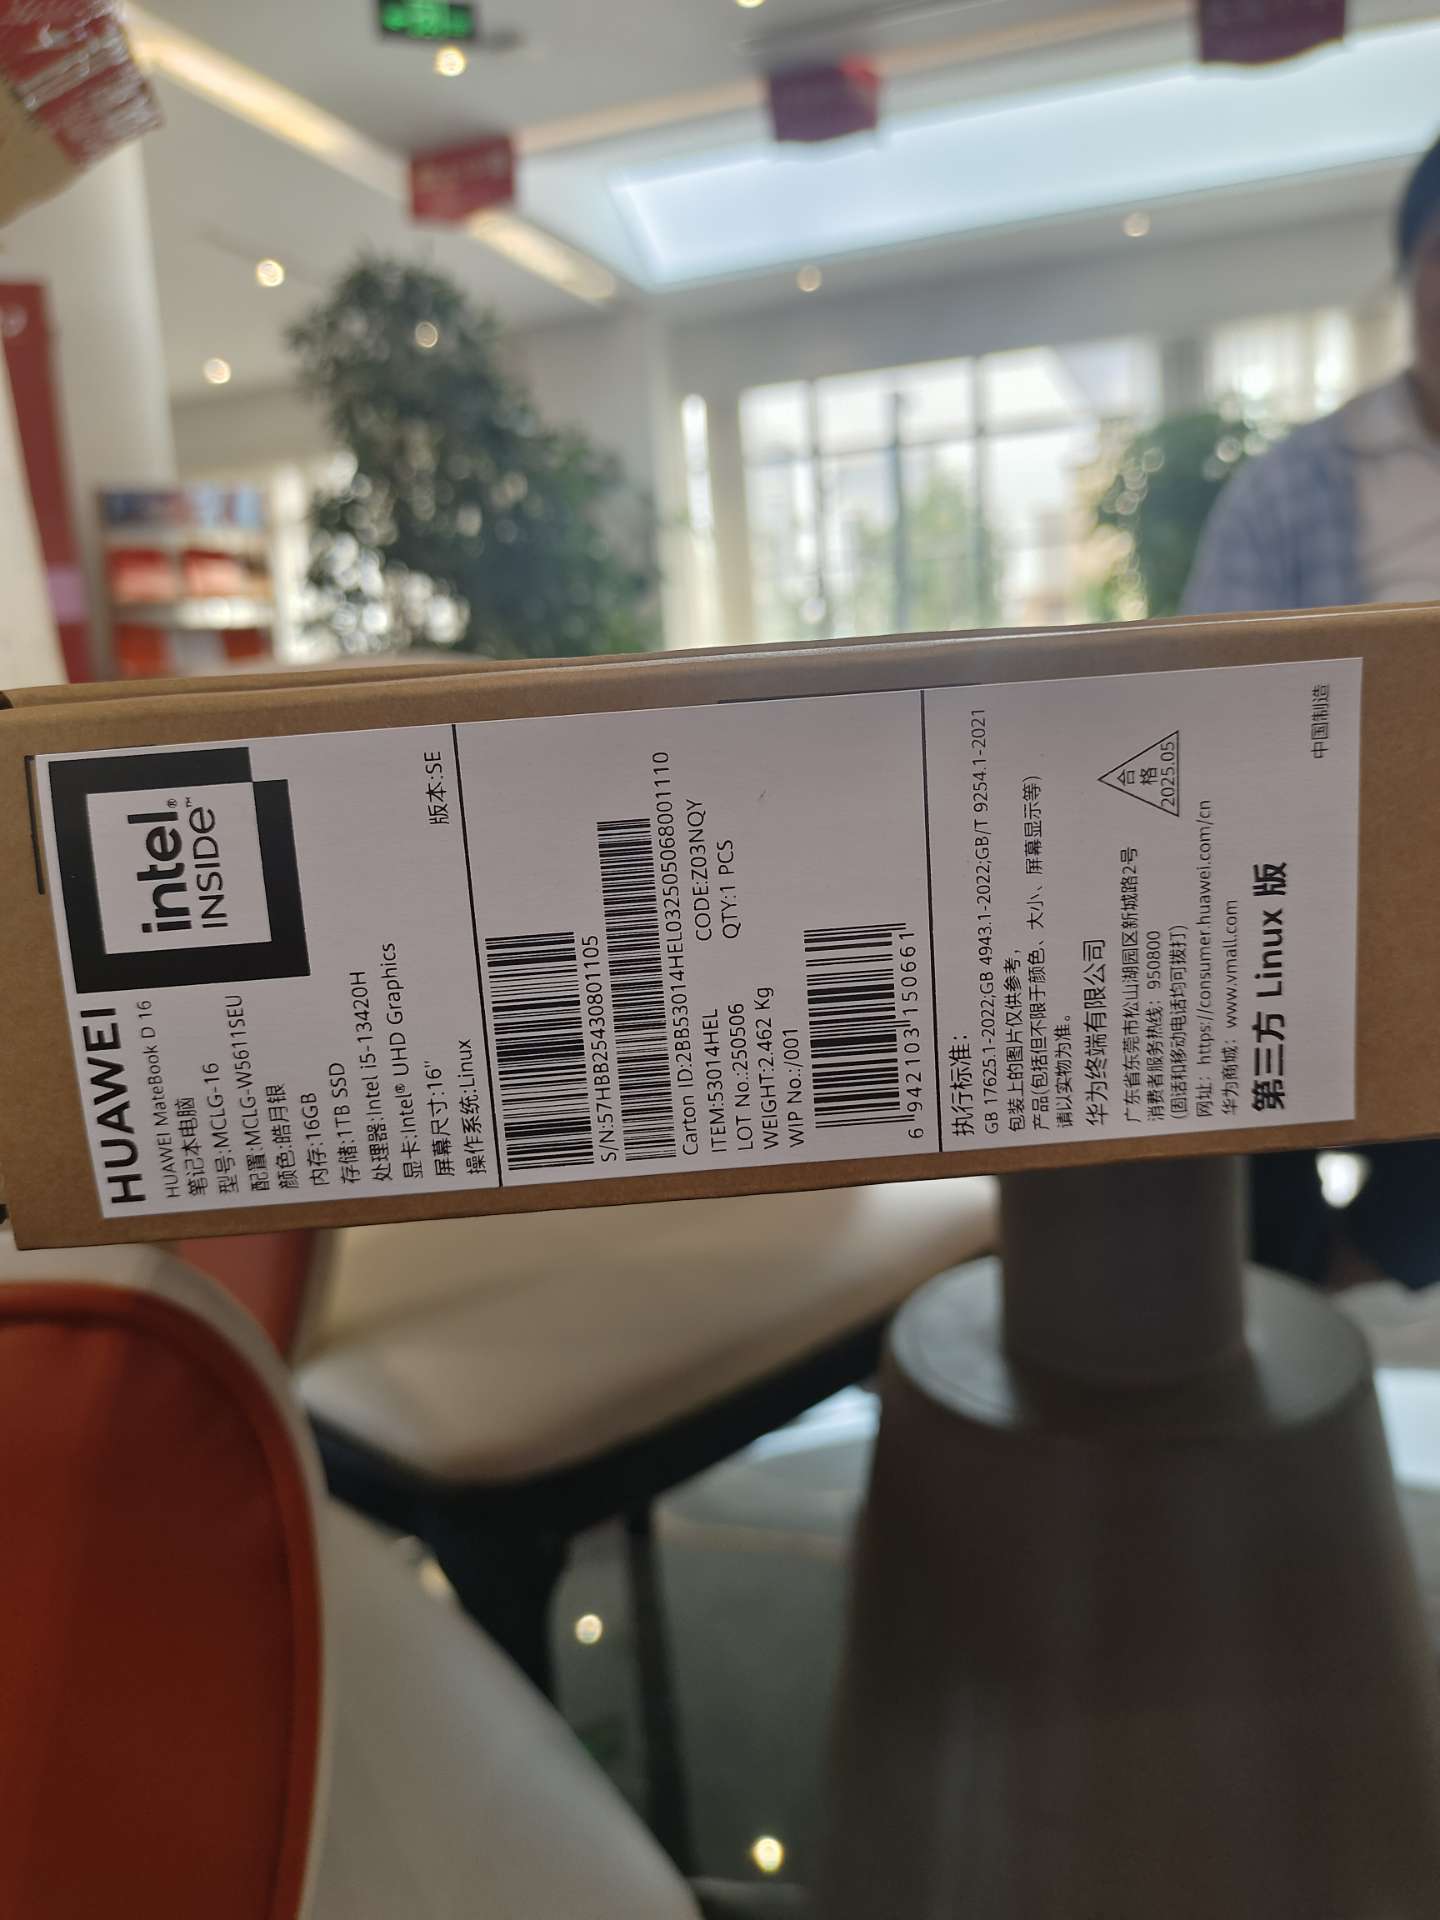 HUAWEI
HUAWEI MateBook D 16
笔记本电脑
型号:MCLG-16
配置:MCLG-W5611SEU
颜色:皓月银
内存:16GB
存储:1TB SSD
处理器:Intel i5-13420H
显卡:Intel® UHD Graphics
屏幕尺寸:16"
操作系统:Linux
版本:SE
intel®
INSIDE™
S/N:57HBB25430801105
Carton ID:2BB53014HEL032505068001110
ITEM:53014HEL CODE:Z03NQY
LOT No.:250506 QTY:1 PCS
WEIGHT:2.462 Kg
WIP No.:/001
6 942103 150661
执行标准:
GB 17625.1-2022;GB 4943.1-2022;GB/T 9254.1-2021
包装上的图片仅供参考,
产品(包括但不限于颜色、大小、屏幕显示等)
请以实物为准。
华为终端有限公司
广东省东莞市松山湖园区新城路2号
消费者服务热线：950800
(固话和移动电话均可拨打)
网址：https://consumer.huawei.com/cn
华为商城：www.vmall.com
合
格
2025.05
第三方 Linux 版
中国制造